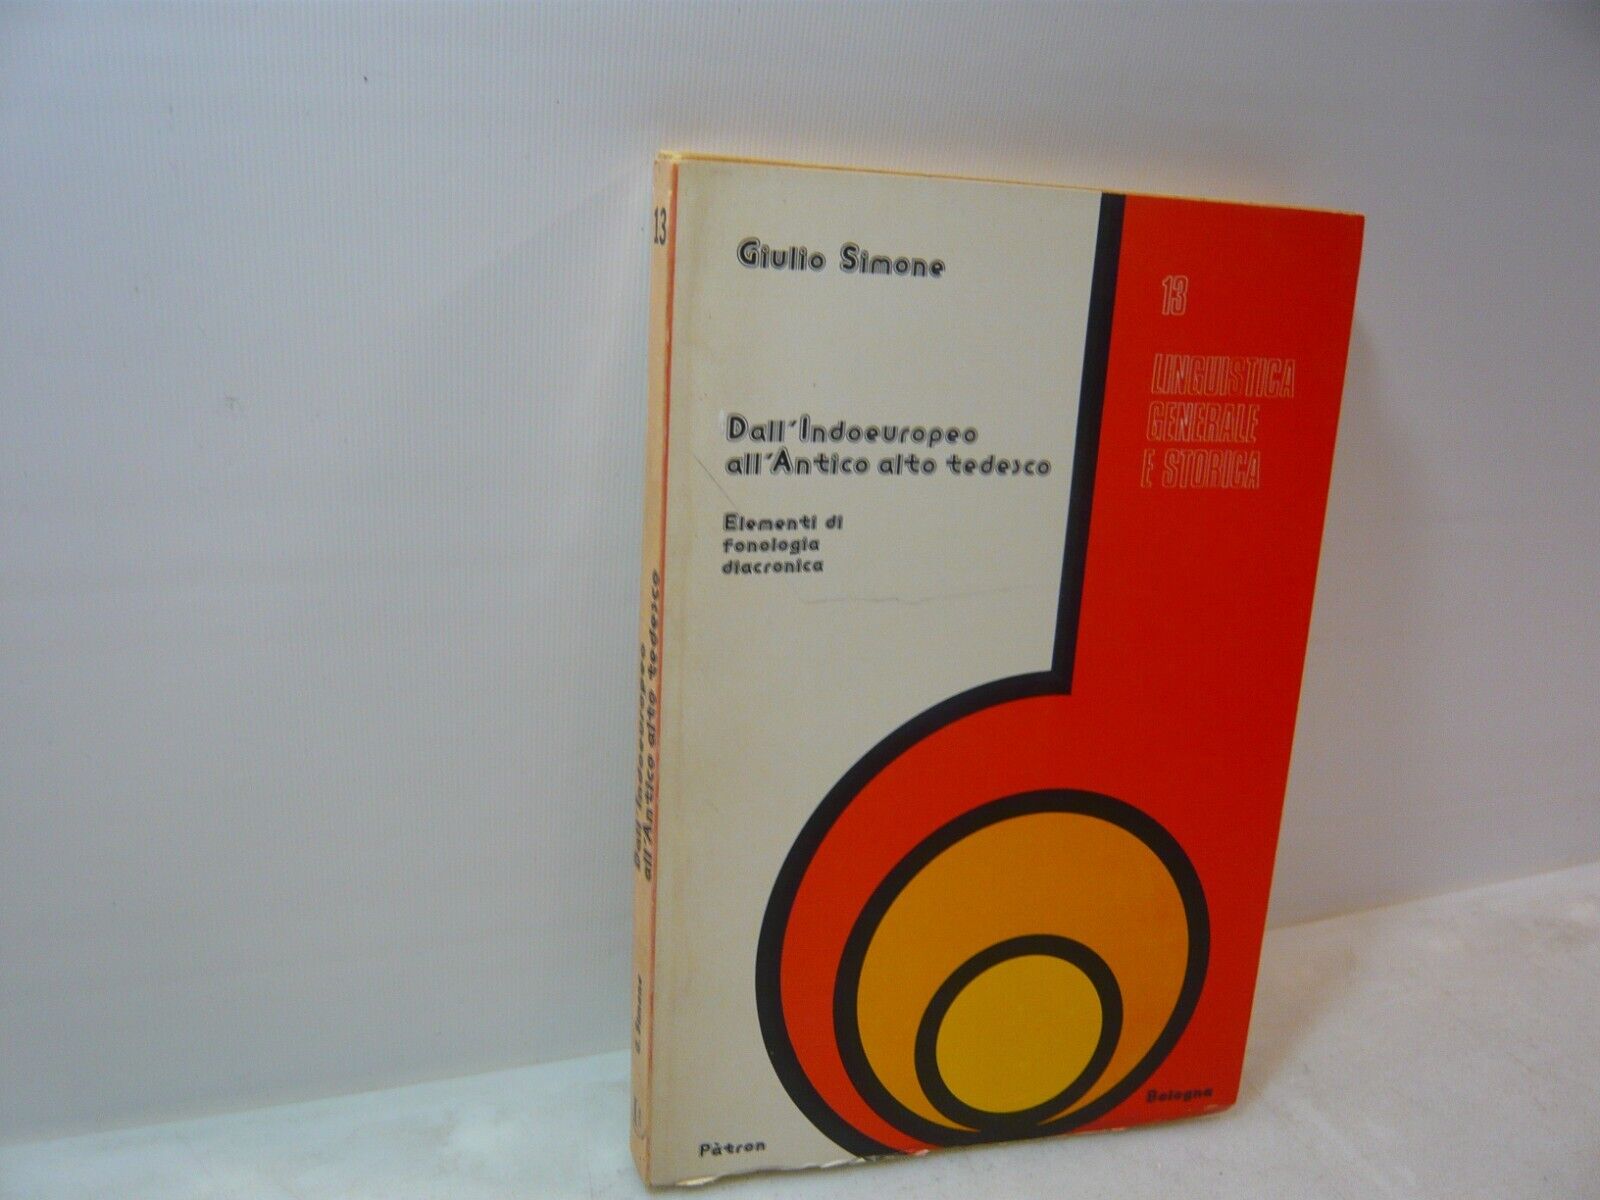 Giulio Simone
Dall'Indoeuropeo
all'Antico alto tedesco
Elementi di
fonologia
diacronica
13
LINGUISTICA
GENERALE
E STORICA
Pàtron
Bologna
13
Dall'Indoeuropeo
all'Antico alto tedesco
G. Simone